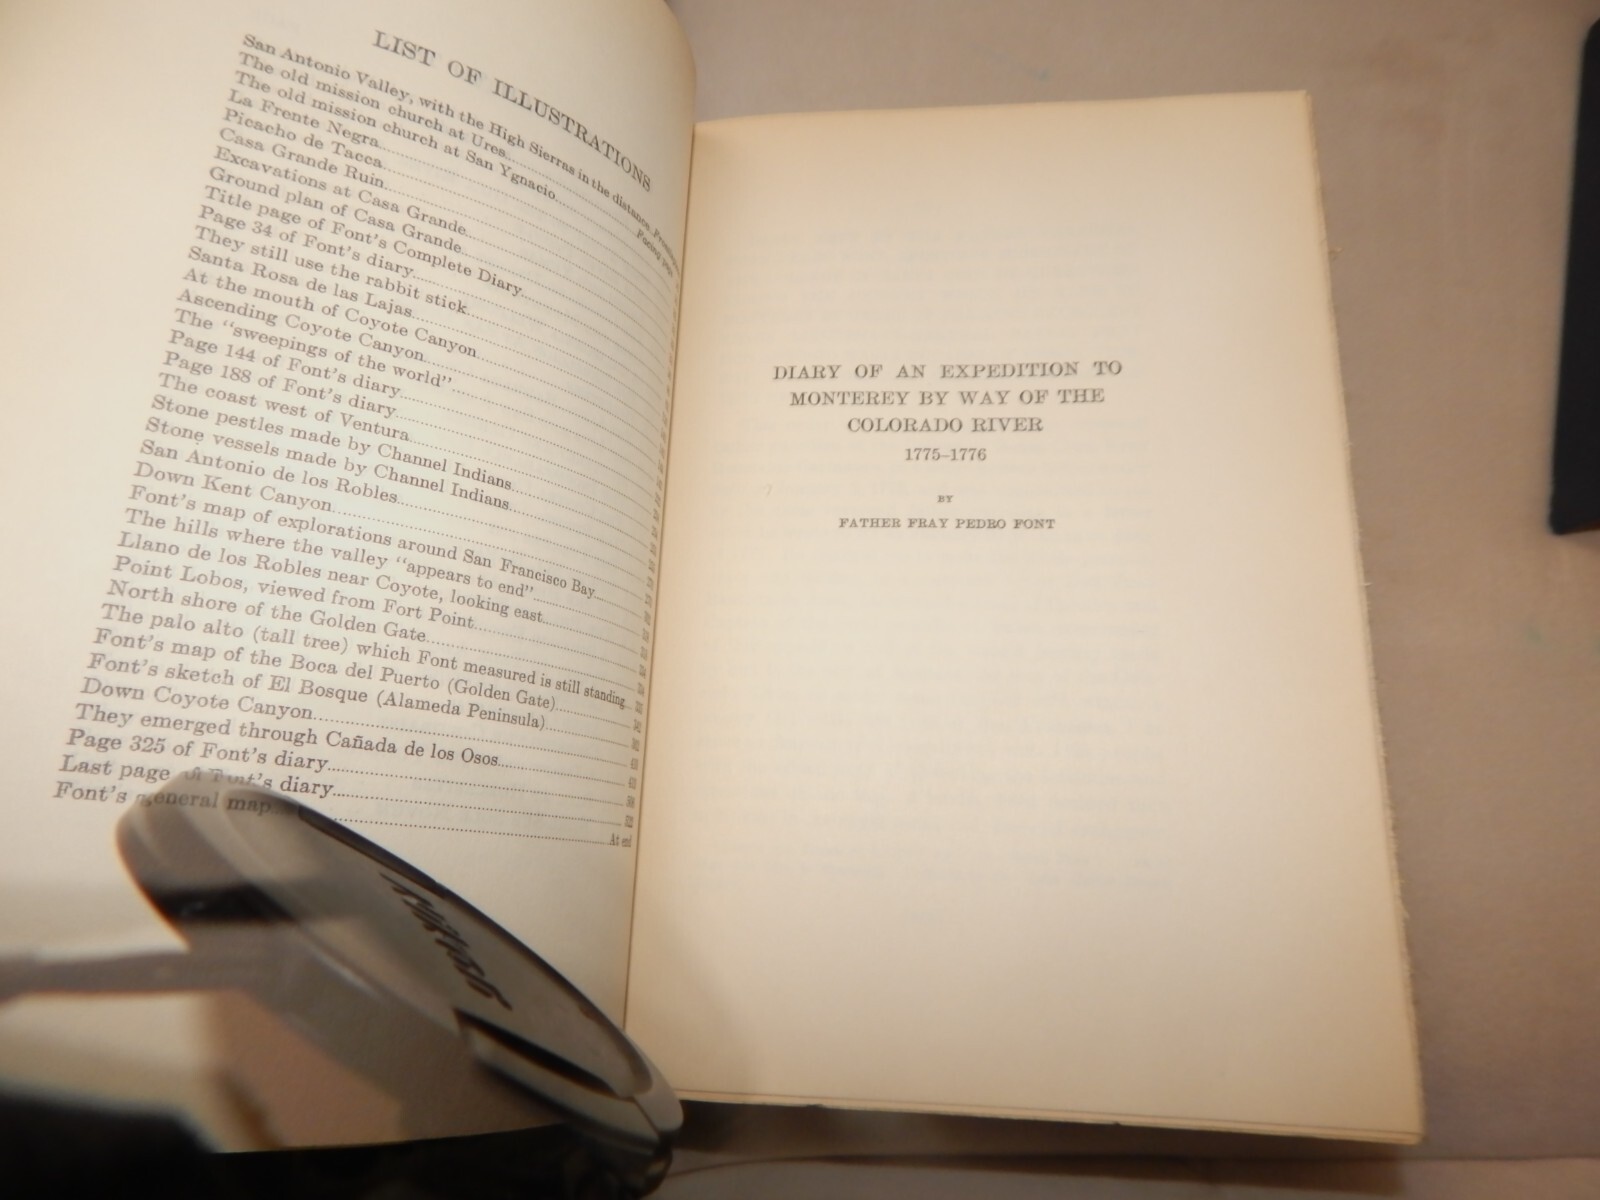 LIST OF ILLUSTRATIONS
San Antonio Valley, with the High Sierras in the distance
Facing page
The old mission church at Ures
The old mission church at San Ygnacio
La Frente Negra
Picacho de Tacca
Casa Grande Ruin
Excavations at Casa Grande
Ground plan of Casa Grande
Title page of Font's Complete Diary
Page 34 of Font's diary
They still use the rabbit stick
Santa Rosa de las Lajas
At the mouth of Coyote Canyon
Ascending Coyote Canyon
The "sweepings of the world"
Page 144 of Font's diary
Page 188 of Font's diary
The coast west of Ventura
Stone pestles made by Channel Indians
Stone vessels made by Channel Indians
San Antonio de los Robles
Down Kent Canyon
Font's map of explorations around San Francisco Bay
The hills where the valley "appears to end"
Llano de los Robles near Coyote, looking east
Point Lobos, viewed from Fort Point
North shore of the Golden Gate
The palo alto (tall tree) which Font measured is still standing
Font's map of the Boca del Puerto (Golden Gate)
Font's sketch of El Bosque (Alameda Peninsula)
Down Coyote Canyon
They emerged through Cañada de los Osos
Page 325 of Font's diary
Last page of Font's diary
Font's general map At end
DIARY OF AN EXPEDITION TO
MONTEREY BY WAY OF THE
COLORADO RIVER
1775–1776
BY
FATHER FRAY PEDRO FONT